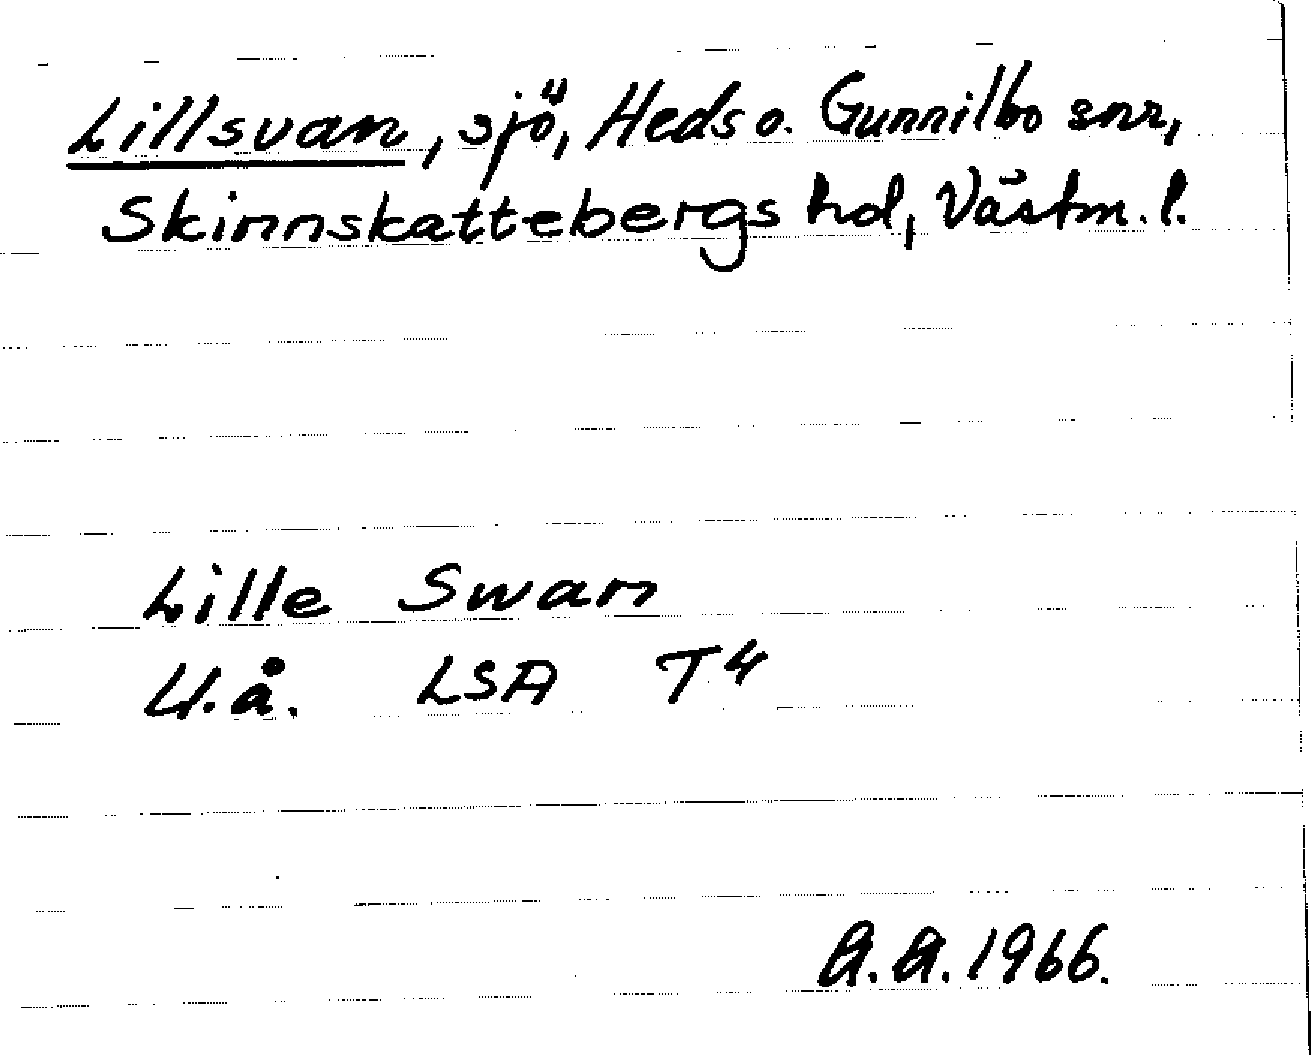 Lillsvan, sjö, Heds o. Gunnilbo snr,
Skinnskattebergs hd, Västm. l.
Lille Swan
U.å. LSA T4
A.A. 1966.